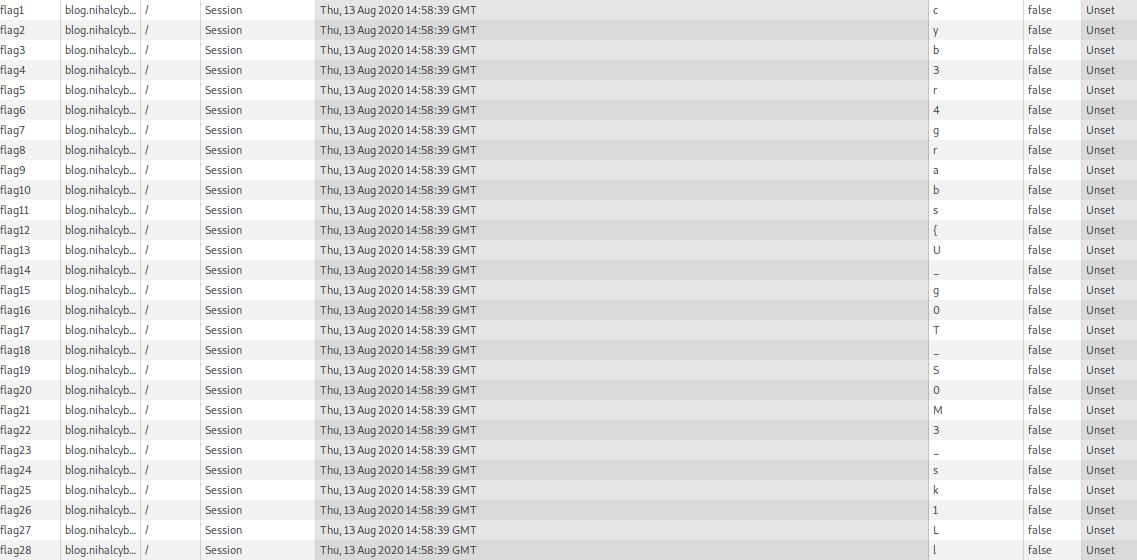 flag1 blog.nihalcyb... / Session Thu, 13 Aug 2020 14:58:39 GMT c false Unset
flag2 blog.nihalcyb... / Session Thu, 13 Aug 2020 14:58:39 GMT y false Unset
flag3 blog.nihalcyb... / Session Thu, 13 Aug 2020 14:58:39 GMT b false Unset
flag4 blog.nihalcyb... / Session Thu, 13 Aug 2020 14:58:39 GMT 3 false Unset
flag5 blog.nihalcyb... / Session Thu, 13 Aug 2020 14:58:39 GMT r false Unset
flag6 blog.nihalcyb... / Session Thu, 13 Aug 2020 14:58:39 GMT 4 false Unset
flag7 blog.nihalcyb... / Session Thu, 13 Aug 2020 14:58:39 GMT g false Unset
flag8 blog.nihalcyb... / Session Thu, 13 Aug 2020 14:58:39 GMT r false Unset
flag9 blog.nihalcyb... / Session Thu, 13 Aug 2020 14:58:39 GMT a false Unset
flag10 blog.nihalcyb... / Session Thu, 13 Aug 2020 14:58:39 GMT b false Unset
flag11 blog.nihalcyb... / Session Thu, 13 Aug 2020 14:58:39 GMT s false Unset
flag12 blog.nihalcyb... / Session Thu, 13 Aug 2020 14:58:39 GMT { false Unset
flag13 blog.nihalcyb... / Session Thu, 13 Aug 2020 14:58:39 GMT U false Unset
flag14 blog.nihalcyb... / Session Thu, 13 Aug 2020 14:58:39 GMT _ false Unset
flag15 blog.nihalcyb... / Session Thu, 13 Aug 2020 14:58:39 GMT g false Unset
flag16 blog.nihalcyb... / Session Thu, 13 Aug 2020 14:58:39 GMT 0 false Unset
flag17 blog.nihalcyb... / Session Thu, 13 Aug 2020 14:58:39 GMT T false Unset
flag18 blog.nihalcyb... / Session Thu, 13 Aug 2020 14:58:39 GMT _ false Unset
flag19 blog.nihalcyb... / Session Thu, 13 Aug 2020 14:58:39 GMT S false Unset
flag20 blog.nihalcyb... / Session Thu, 13 Aug 2020 14:58:39 GMT 0 false Unset
flag21 blog.nihalcyb... / Session Thu, 13 Aug 2020 14:58:39 GMT M false Unset
flag22 blog.nihalcyb... / Session Thu, 13 Aug 2020 14:58:39 GMT 3 false Unset
flag23 blog.nihalcyb... / Session Thu, 13 Aug 2020 14:58:39 GMT _ false Unset
flag24 blog.nihalcyb... / Session Thu, 13 Aug 2020 14:58:39 GMT s false Unset
flag25 blog.nihalcyb... / Session Thu, 13 Aug 2020 14:58:39 GMT k false Unset
flag26 blog.nihalcyb... / Session Thu, 13 Aug 2020 14:58:39 GMT 1 false Unset
flag27 blog.nihalcyb... / Session Thu, 13 Aug 2020 14:58:39 GMT L false Unset
flag28 blog.nihalcyb... / Session Thu, 13 Aug 2020 14:58:39 GMT l false Unset